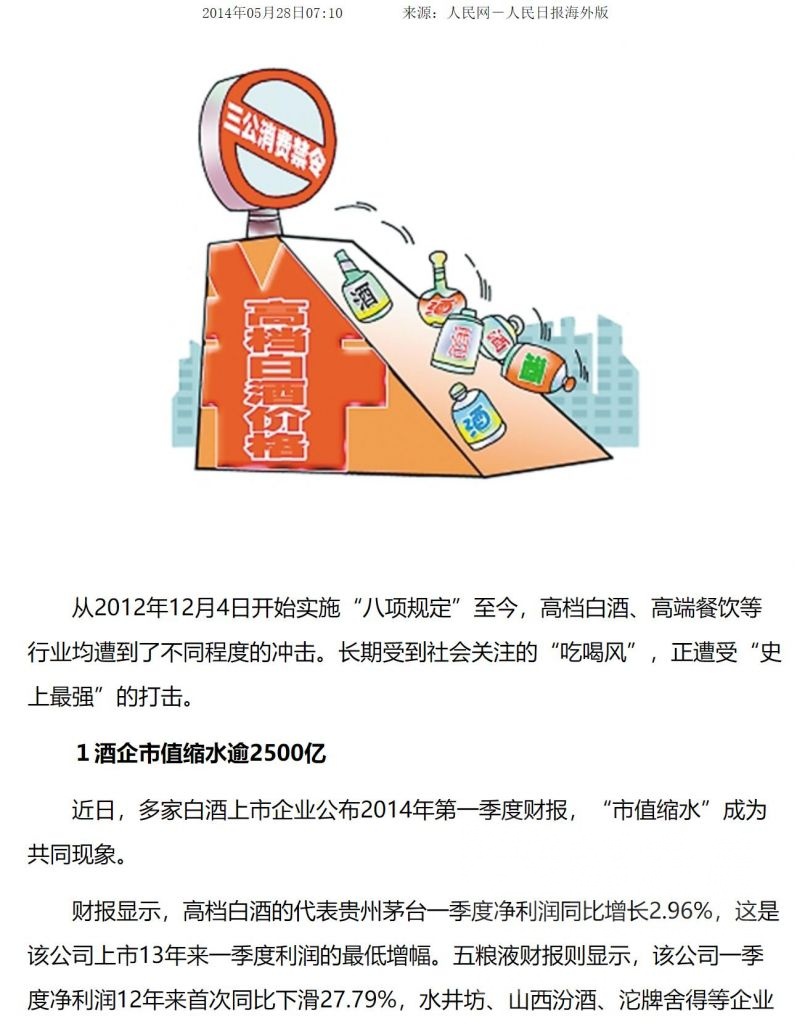 2014年05月28日07:10 来源：人民网－人民日报海外版
三公消费禁令
高档白酒价格
酒
酒
酒
酒
酒
从2012年12月4日开始实施“八项规定”至今，高档白酒、高端餐饮等
行业均遭到了不同程度的冲击。长期受到社会关注的“吃喝风”，正遭受“史
上最强”的打击。
１酒企市值缩水逾2500亿
近日，多家白酒上市企业公布2014年第一季度财报，“市值缩水”成为
共同现象。
财报显示，高档白酒的代表贵州茅台一季度净利润同比增长2.96%，这是
该公司上市13年来一季度利润的最低增幅。五粮液财报则显示，该公司一季
度净利润12年来首次同比下滑27.79%，水井坊、山西汾酒、沱牌舍得等企业